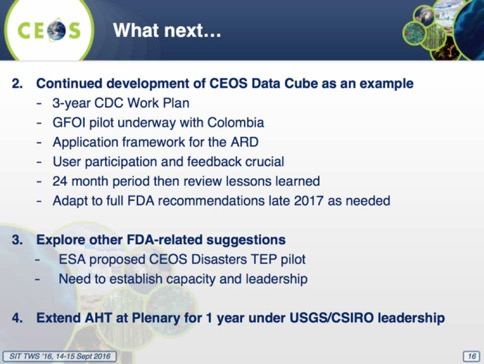 CEOS
What next…
2. Continued development of CEOS Data Cube as an example
- 3-year CDC Work Plan
- GFOI pilot underway with Colombia
- Application framework for the ARD
- User participation and feedback crucial
- 24 month period then review lessons learned
- Adapt to full FDA recommendations late 2017 as needed
3. Explore other FDA-related suggestions
- ESA proposed CEOS Disasters TEP pilot
- Need to establish capacity and leadership
4. Extend AHT at Plenary for 1 year under USGS/CSIRO leadership
SIT TWS '16, 14-15 Sept 2016
16